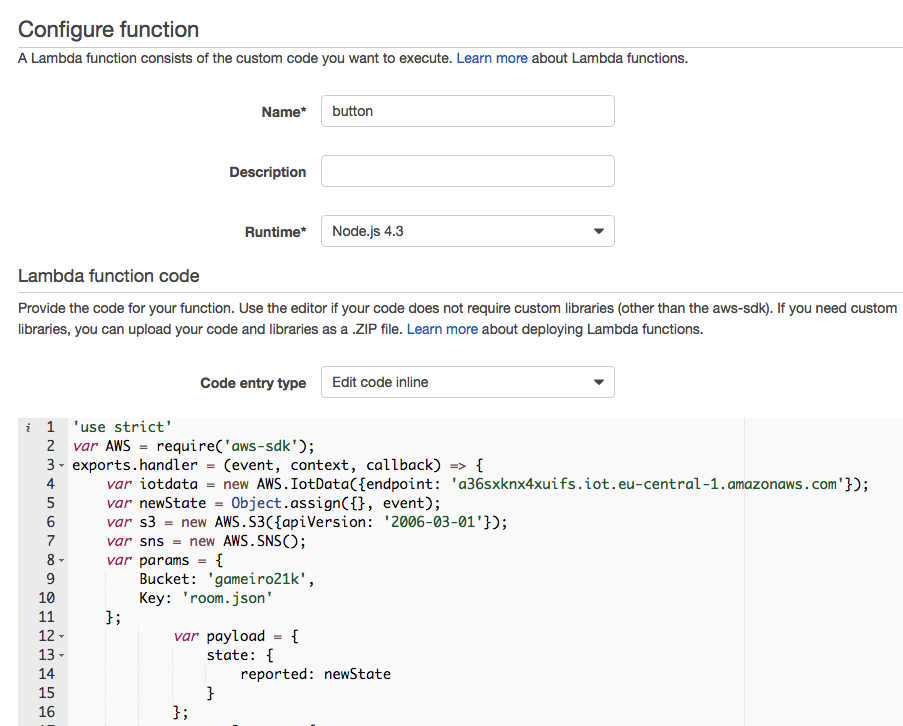 Configure function
A Lambda function consists of the custom code you want to execute. Learn more about Lambda functions.
Name* button
Description
Runtime* Node.js 4.3
Lambda function code
Provide the code for your function. Use the editor if your code does not require custom libraries (other than the aws-sdk). If you need custom
libraries, you can upload your code and libraries as a .ZIP file. Learn more about deploying Lambda functions.
Code entry type Edit code inline
i 1 'use strict'
2 var AWS = require('aws-sdk');
3 exports.handler = (event, context, callback) => {
4 var iotdata = new AWS.IotData({endpoint: 'a36sxknx4xuifs.iot.eu-central-1.amazonaws.com'});
5 var newState = Object.assign({}, event);
6 var s3 = new AWS.S3({apiVersion: '2006-03-01'});
7 var sns = new AWS.SNS();
8 var params = {
9 Bucket: 'gameiro21k',
10 Key: 'room.json'
11 };
12 var payload = {
13 state: {
14 reported: newState
15 }
16 };